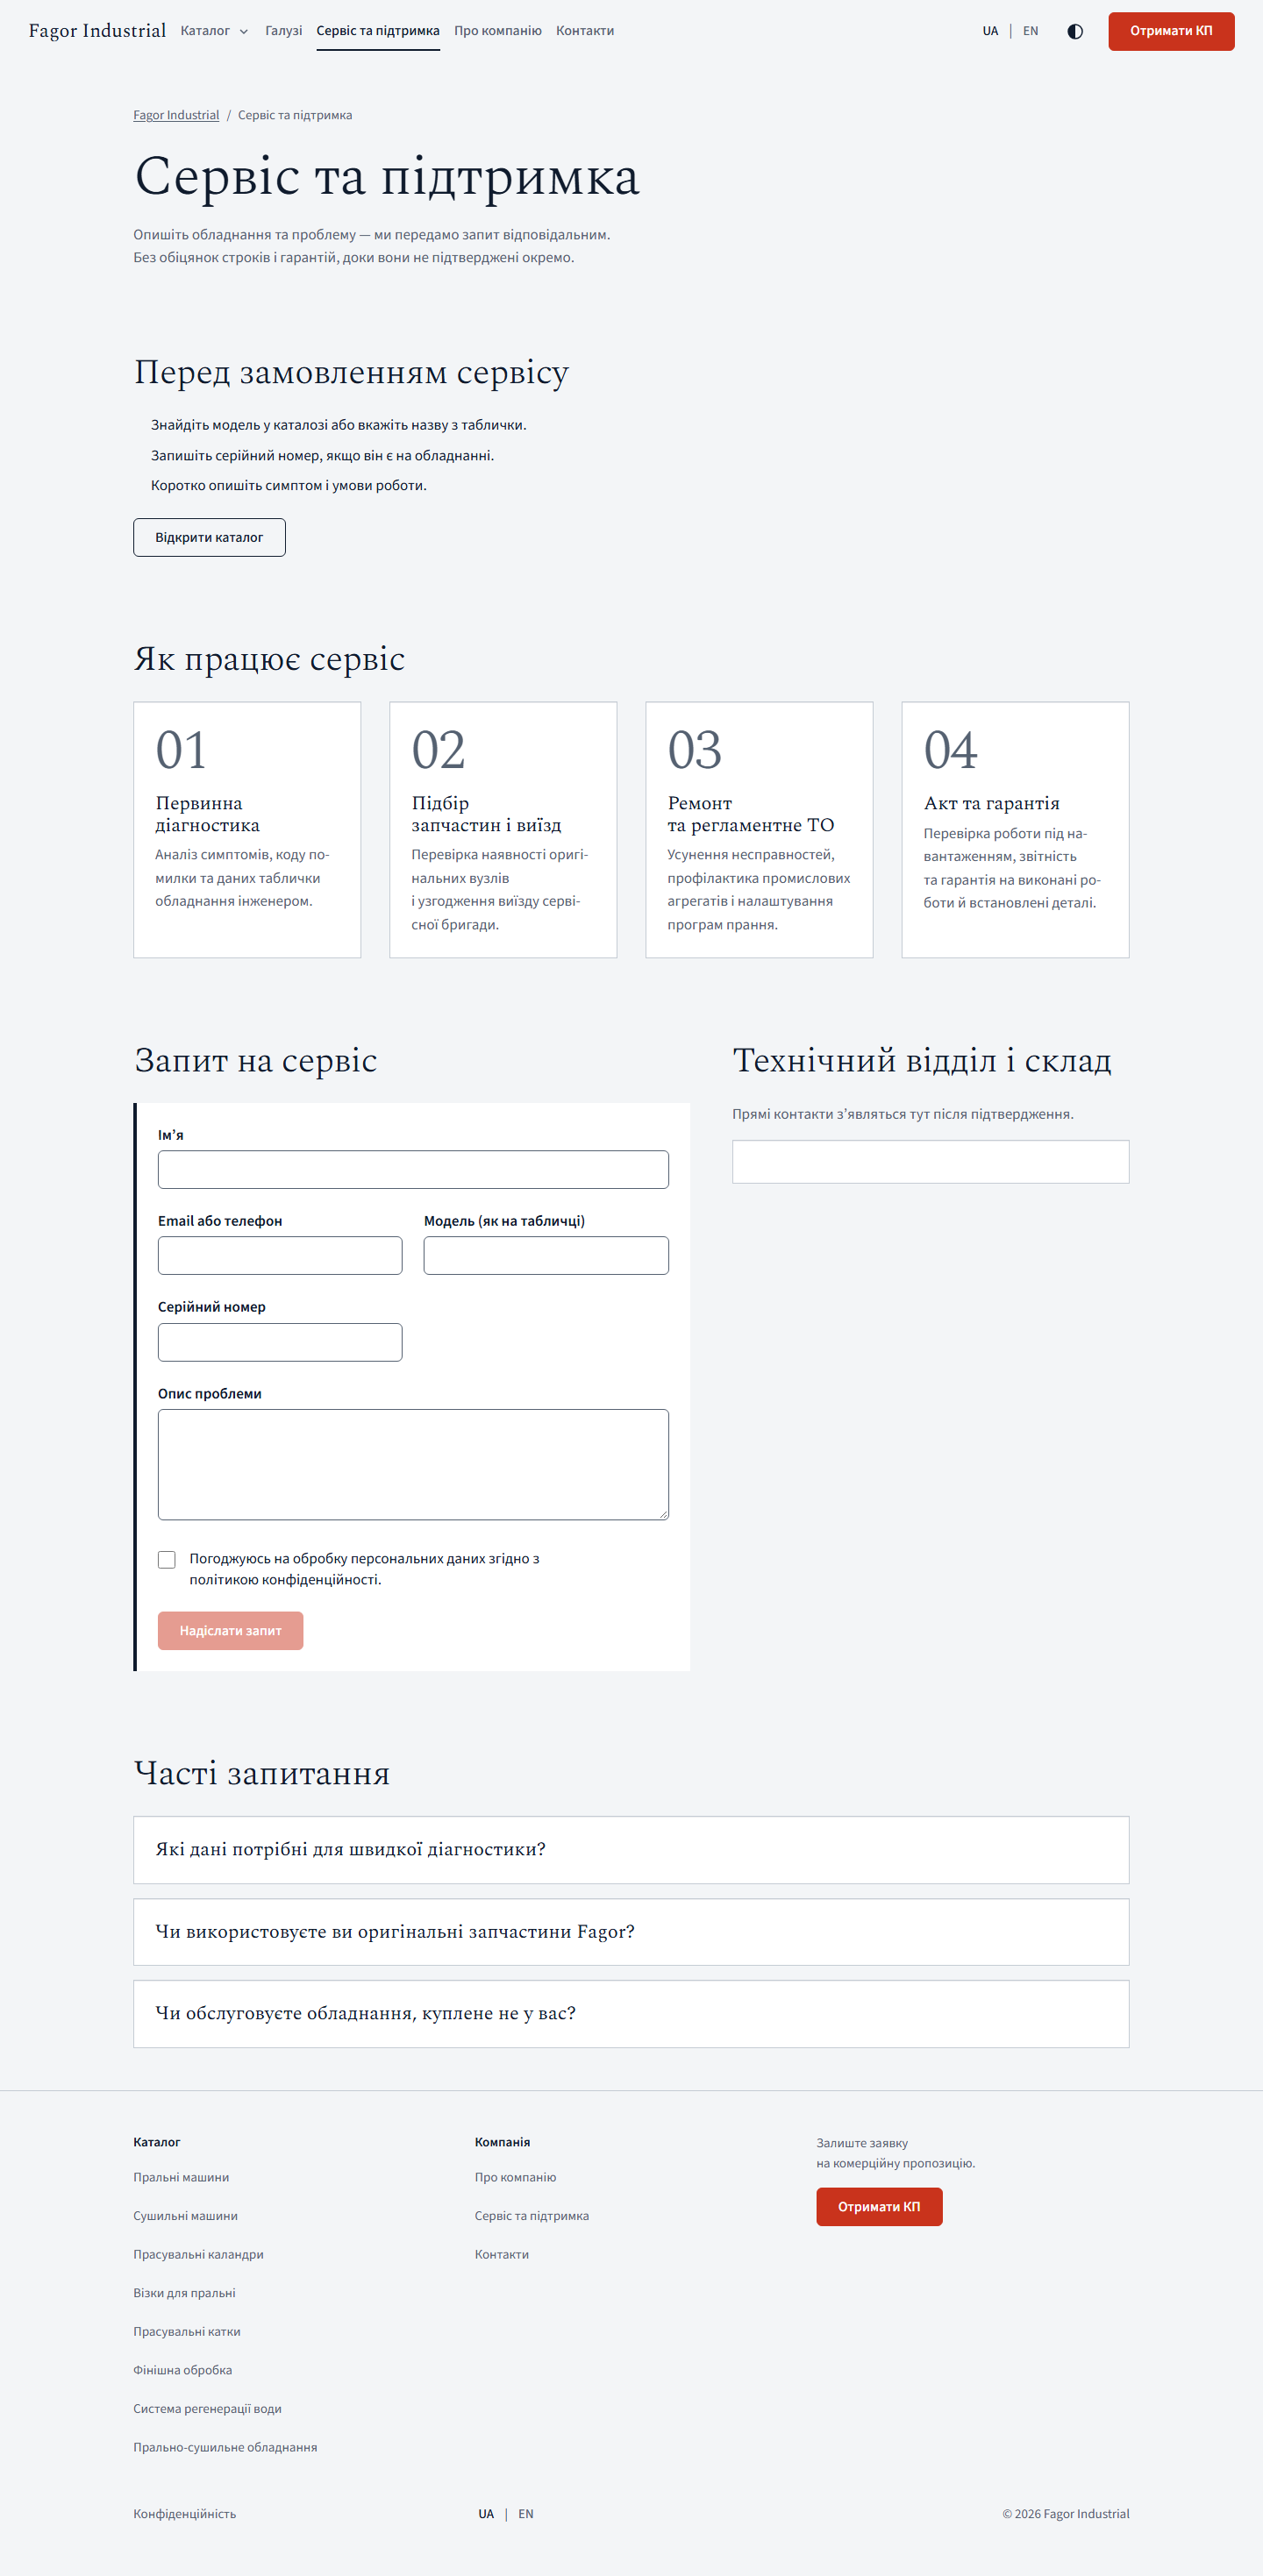 Fagor Industrial Каталог Галузі Сервіс та підтримка Про компанію Контакти UA | EN Отримати КП
Fagor Industrial / Сервіс та підтримка
Сервіс та підтримка
Опишіть обладнання та проблему — ми передамо запит відповідальним.
Без обіцянок строків і гарантій, доки вони не підтверджені окремо.
Перед замовленням сервісу
Знайдіть модель у каталозі або вкажіть назву з таблички.
Запишіть серійний номер, якщо він є на обладнанні.
Коротко опишіть симптом і умови роботи.
Відкрити каталог
Як працює сервіс
01
Первинна
діагностика
Аналіз симптомів, коду по-
милки та даних таблички
обладнання інженером.
02
Підбір
запчастин і виїзд
Перевірка наявності оригі-
нальних вузлів
і узгодження виїзду серві-
сної бригади.
03
Ремонт
та регламентне ТО
Усунення несправностей,
профілактика промислових
агрегатів і налаштування
програм прання.
04
Акт та гарантія
Перевірка роботи під на-
вантаженням, звітність
та гарантія на виконані ро-
боти й встановлені деталі.
Запит на сервіс
Ім’я
Email або телефон
Модель (як на табличці)
Серійний номер
Опис проблеми
Погоджуюсь на обробку персональних даних згідно з
політикою конфіденційності.
Надіслати запит
Технічний відділ і склад
Прямі контакти з’являться тут після підтвердження.
Часті запитання
Які дані потрібні для швидкої діагностики?
Чи використовуєте ви оригінальні запчастини Fagor?
Чи обслуговуєте обладнання, куплене не у вас?
Каталог
Пральні машини
Сушильні машини
Прасувальні каландри
Візки для пральні
Прасувальні катки
Фінішна обробка
Система регенерації води
Прально-сушильне обладнання
Компанія
Про компанію
Сервіс та підтримка
Контакти
Залиште заявку
на комерційну пропозицію.
Отримати КП
Конфіденційність UA | EN © 2026 Fagor Industrial